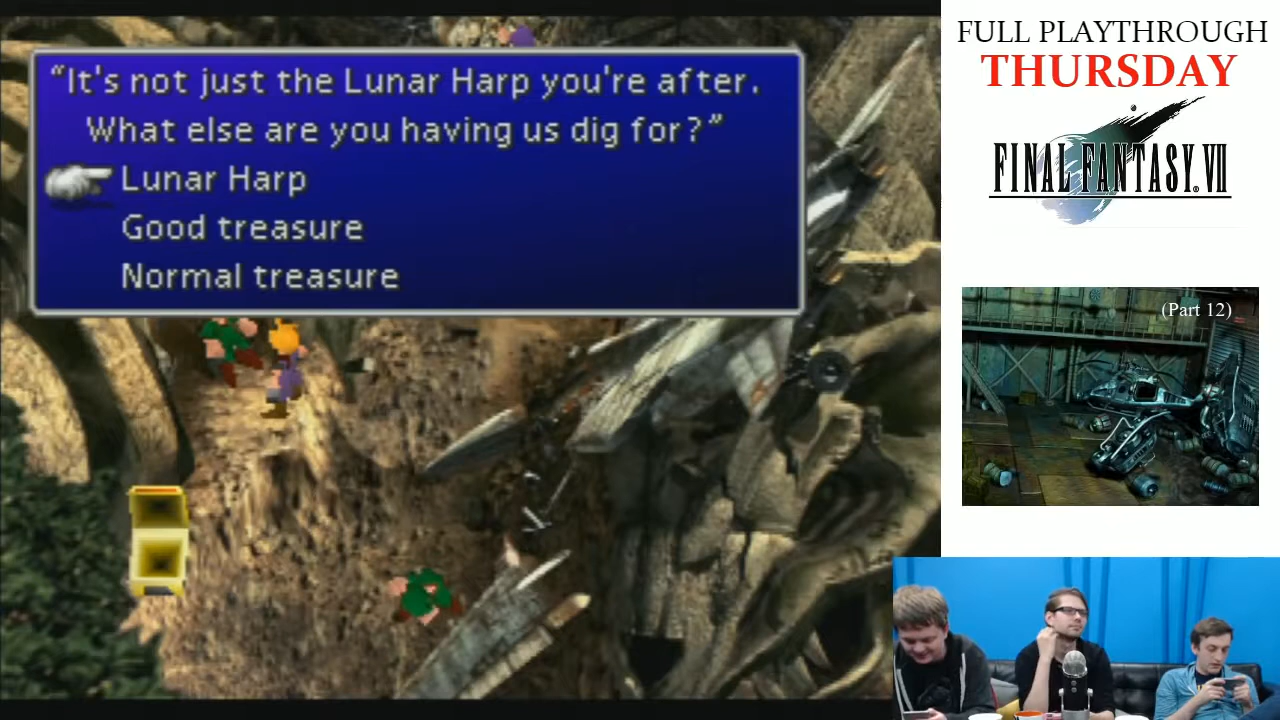 “It's not just the Lunar Harp you're after.
What else are you having us dig for?”
Lunar Harp
Good treasure
Normal treasure
FULL PLAYTHROUGH
THURSDAY
FINAL FANTASY. VII
(Part 12)